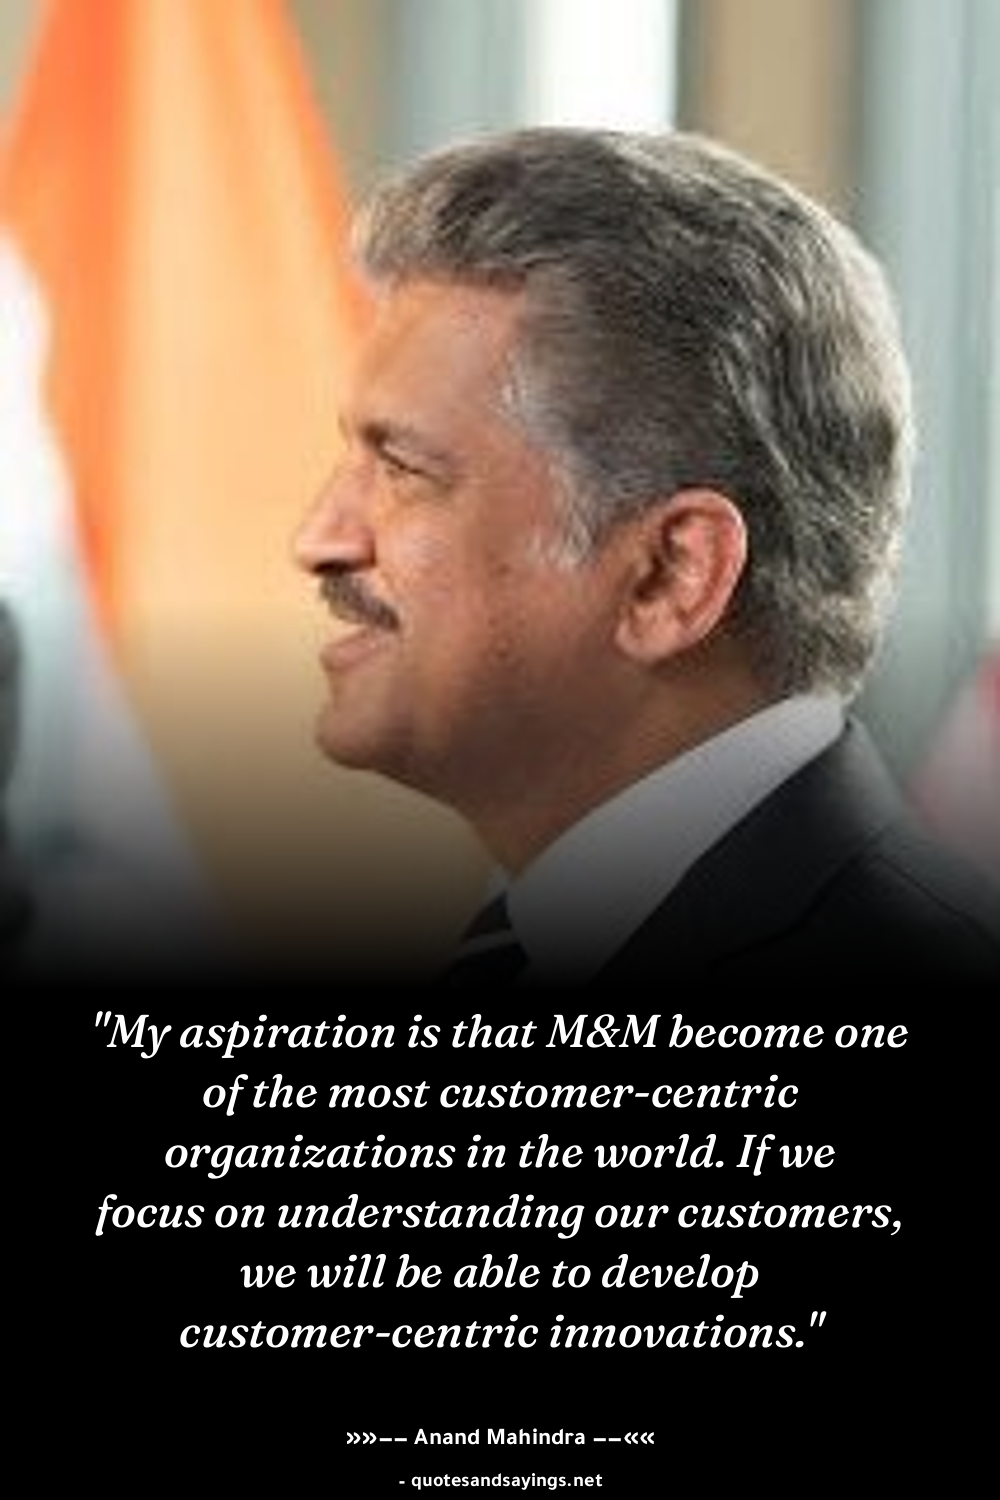 "My aspiration is that M&M become one
of the most customer-centric
organizations in the world. If we
focus on understanding our customers,
we will be able to develop
customer-centric innovations."
»»−− Anand Mahindra −−««
- quotesandsayings.net